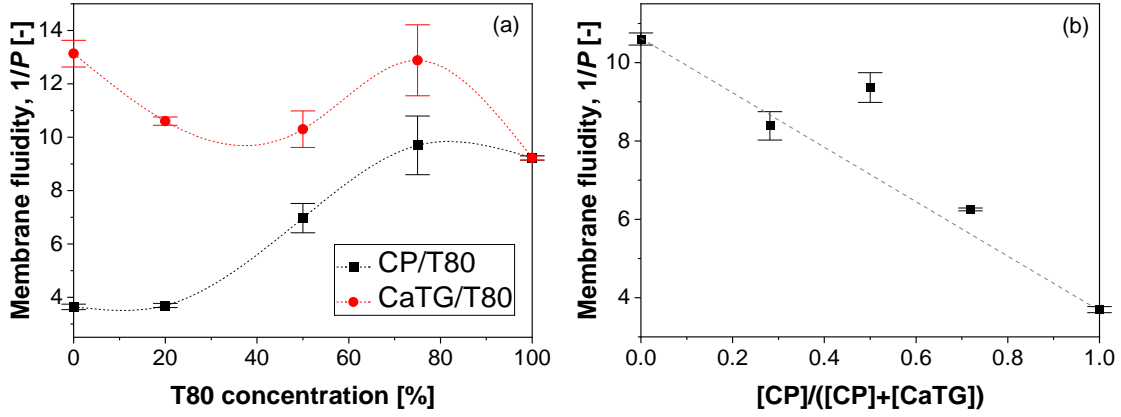 (a)
Membrane fluidity, 1/P [-]
14
12
10
8
6
4
0
20
40
60
80
100
T80 concentration [%]
CP/T80
CaTG/T80
(b)
Membrane fluidity, 1/P [-]
10
8
6
4
0.0
0.2
0.4
0.6
0.8
1.0
[CP]/([CP]+[CaTG])